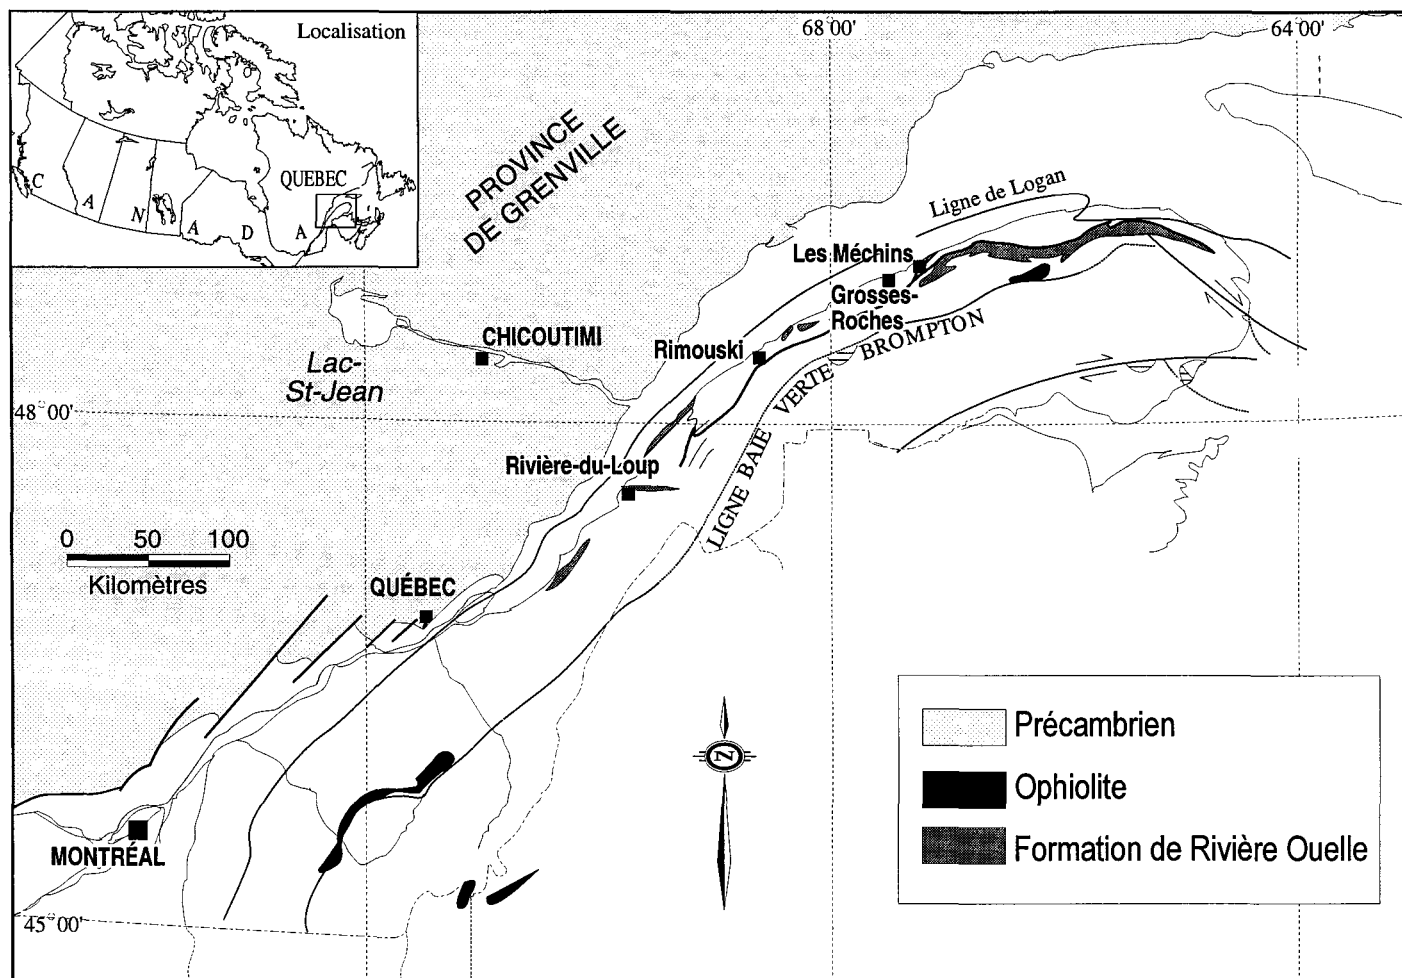 Localisation
68°00'
64°00'
C
A
N
A
D
A
QUEBEC
PROVINCE
DE GRENVILLE
Ligne de Logan
Les Méchins
Grosses-
Roches
CHICOUTIMI
Rimouski
LIGNE BAIE VERTE BROMPTON
Lac-
St-Jean
48°00'
Rivière-du-Loup
0 50 100
Kilomètres
QUÉBEC
N
Précambrien
Ophiolite
Formation de Rivière Ouelle
MONTRÉAL
45°00'